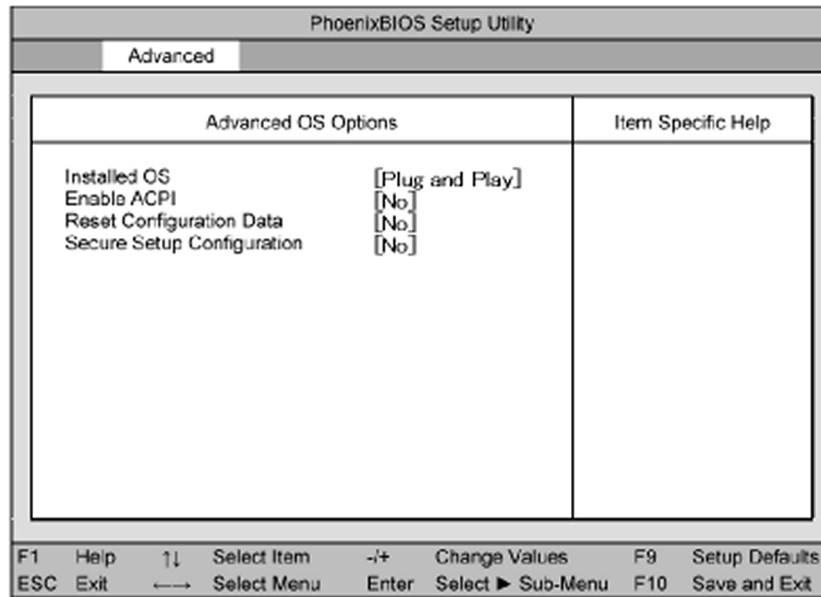 PhoenixBIOS Setup Utility
Advanced
Advanced OS Options
Item Specific Help
Installed OS [Plug and Play]
Enable ACPI [No]
Reset Configuration Data [No]
Secure Setup Configuration [No]
F1 Help ↑↓ Select Item -/+ Change Values F9 Setup Defaults
ESC Exit ←→ Select Menu Enter Select ► Sub-Menu F10 Save and Exit